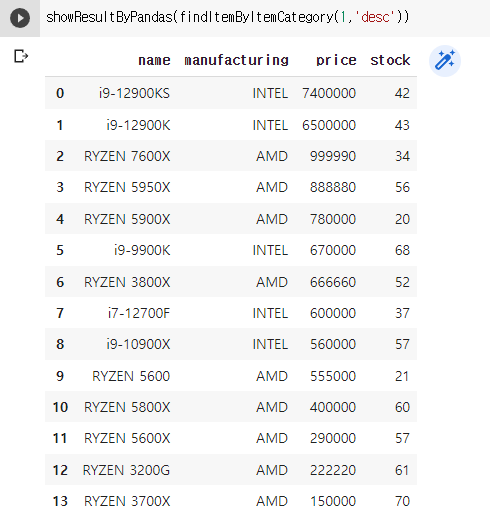 showResultByPandas(findItemByItemCategory(1,'desc'))
name manufacturing price stock
0 i9-12900KS INTEL 7400000 42
1 i9-12900K INTEL 6500000 43
2 RYZEN 7600X AMD 999990 34
3 RYZEN 5950X AMD 888880 56
4 RYZEN 5900X AMD 780000 20
5 i9-9900K INTEL 670000 68
6 RYZEN 3800X AMD 666660 52
7 i7-12700F INTEL 600000 37
8 i9-10900X INTEL 560000 57
9 RYZEN 5600 AMD 555000 21
10 RYZEN 5800X AMD 400000 60
11 RYZEN 5600X AMD 290000 57
12 RYZEN 3200G AMD 222220 61
13 RYZEN 3700X AMD 150000 70